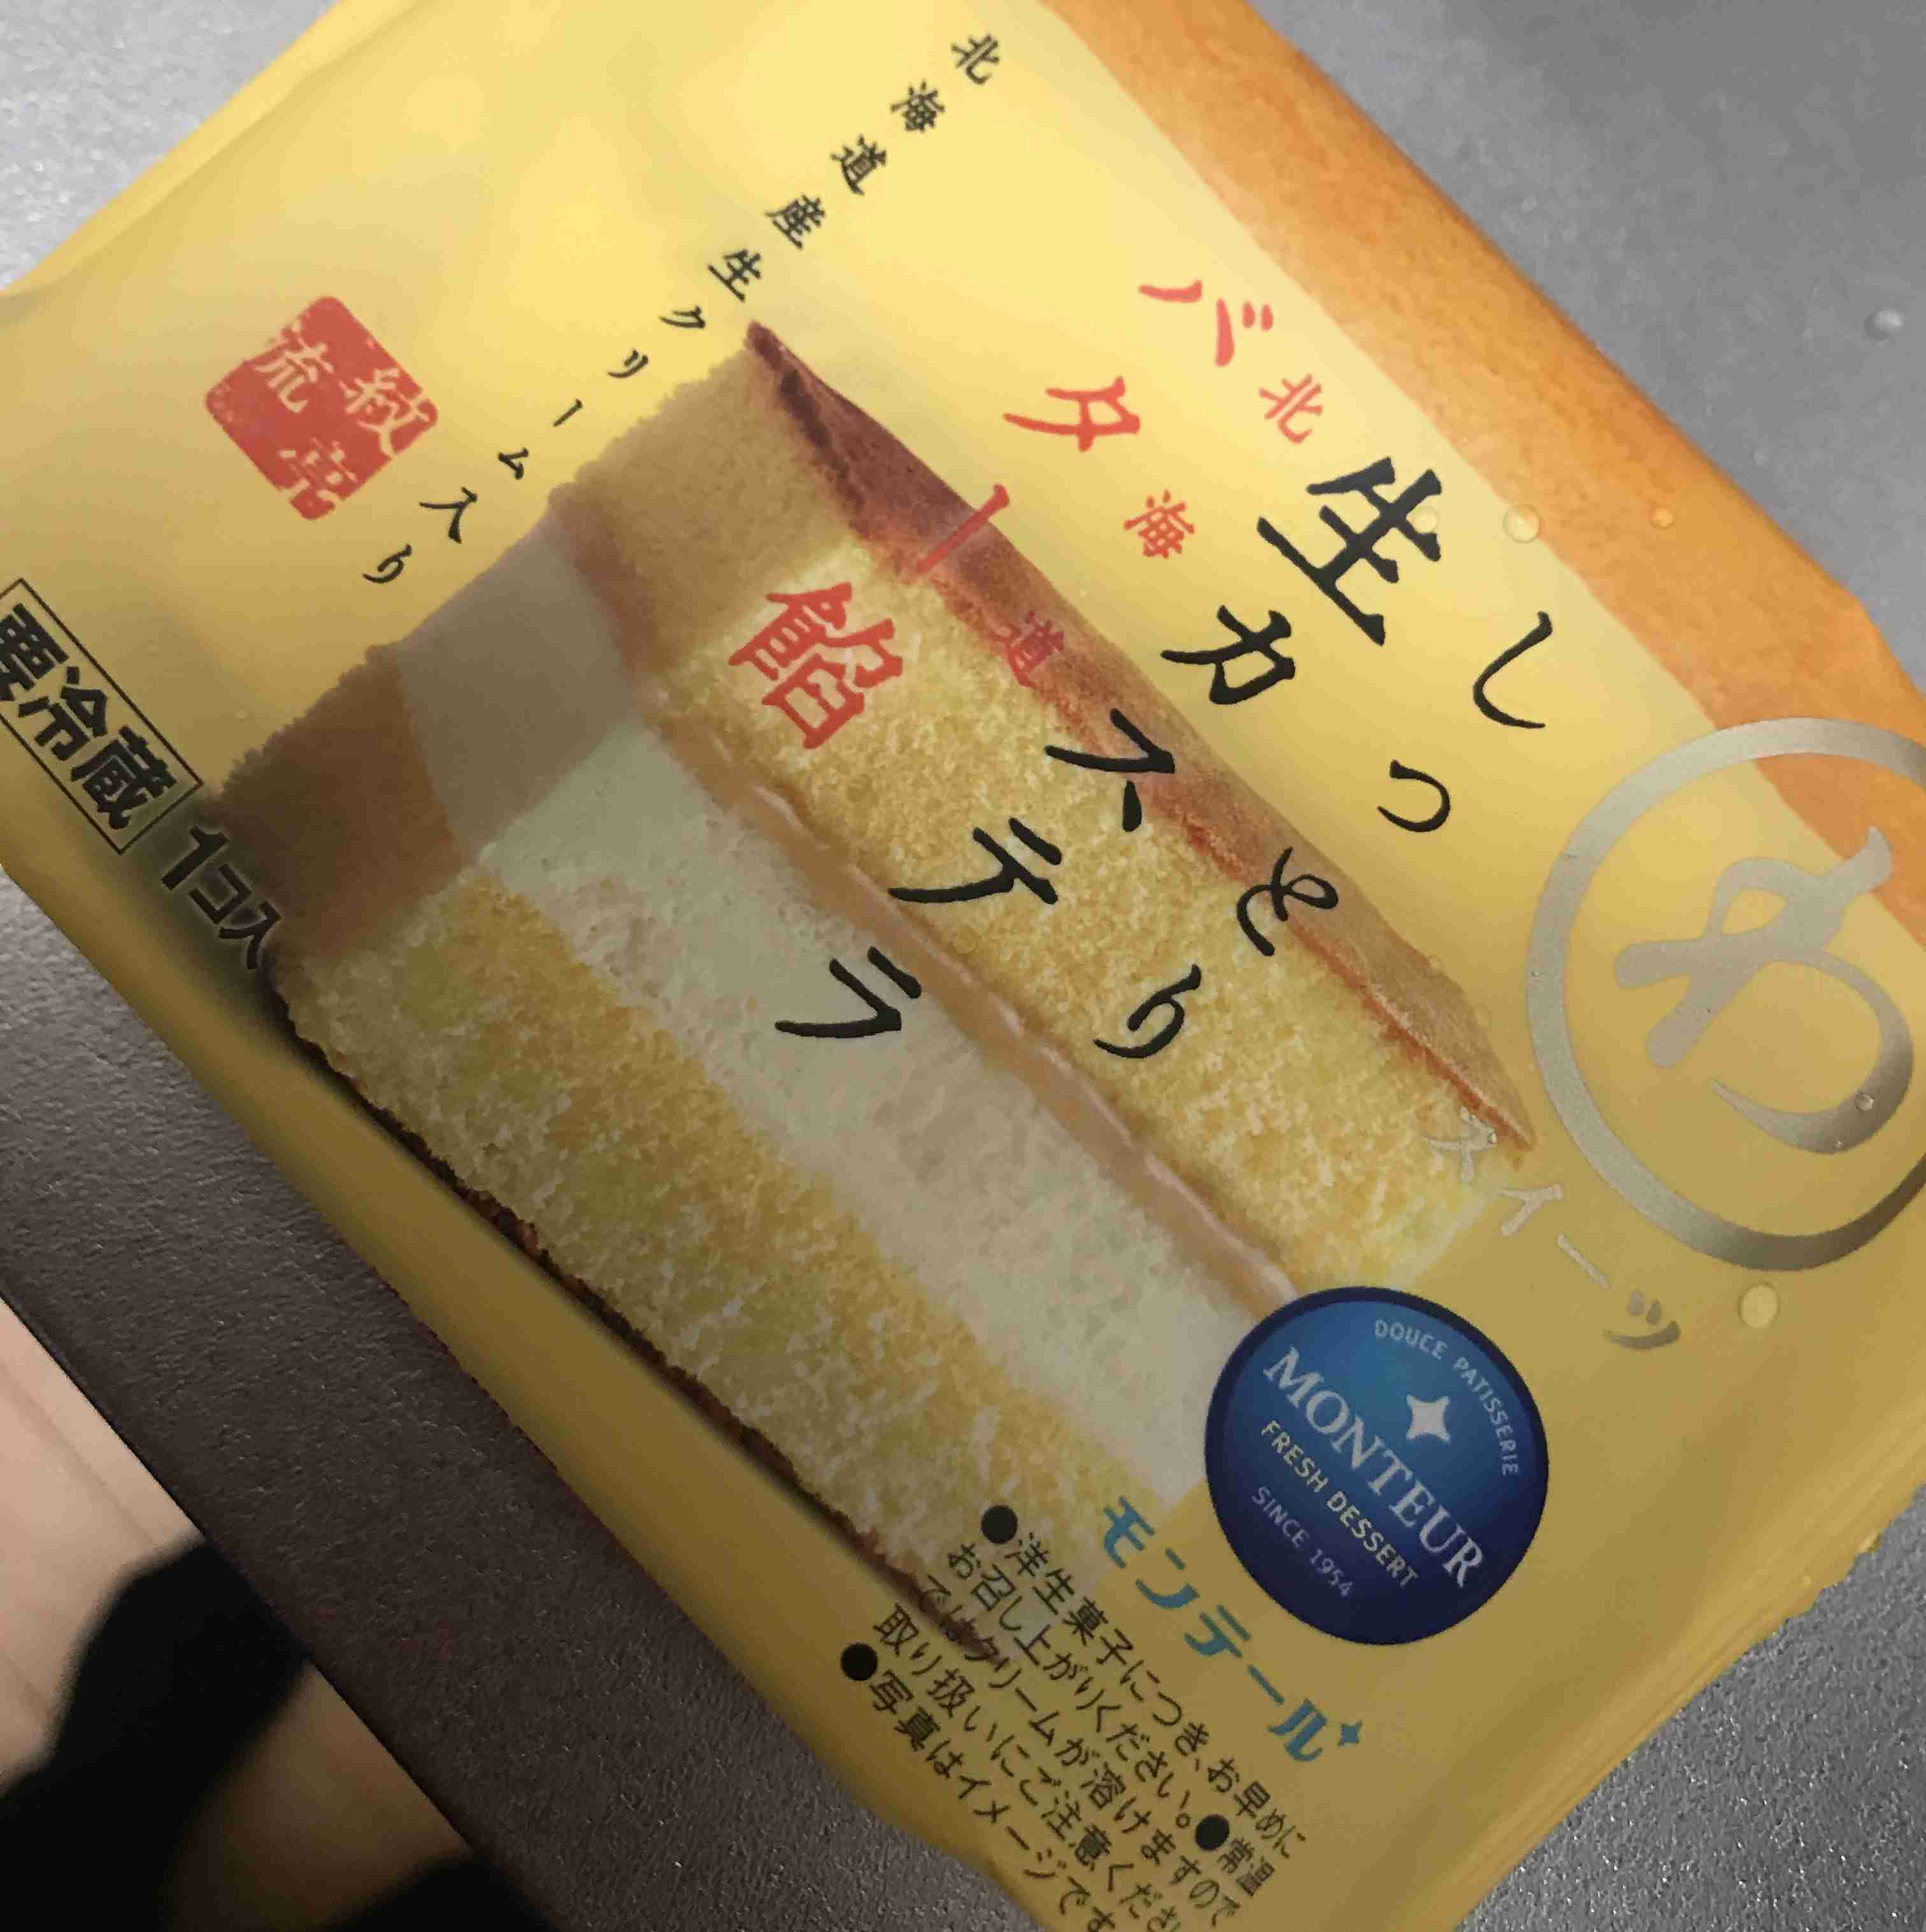 しっとり
生カステラ
北海道
バター餡
北海道産生クリーム入り
紋
流
亭
要冷蔵
1コ入
わ
スイーツ
DOUCE PATISSERIE
MONTEUR
FRESH DESSERT
SINCE 1954
モンテール
●洋生菓子につき、お早めに
お召し上がりください。●常温
ではクリームが溶けますので
取り扱いにご注意くださ
●写真はイメージです